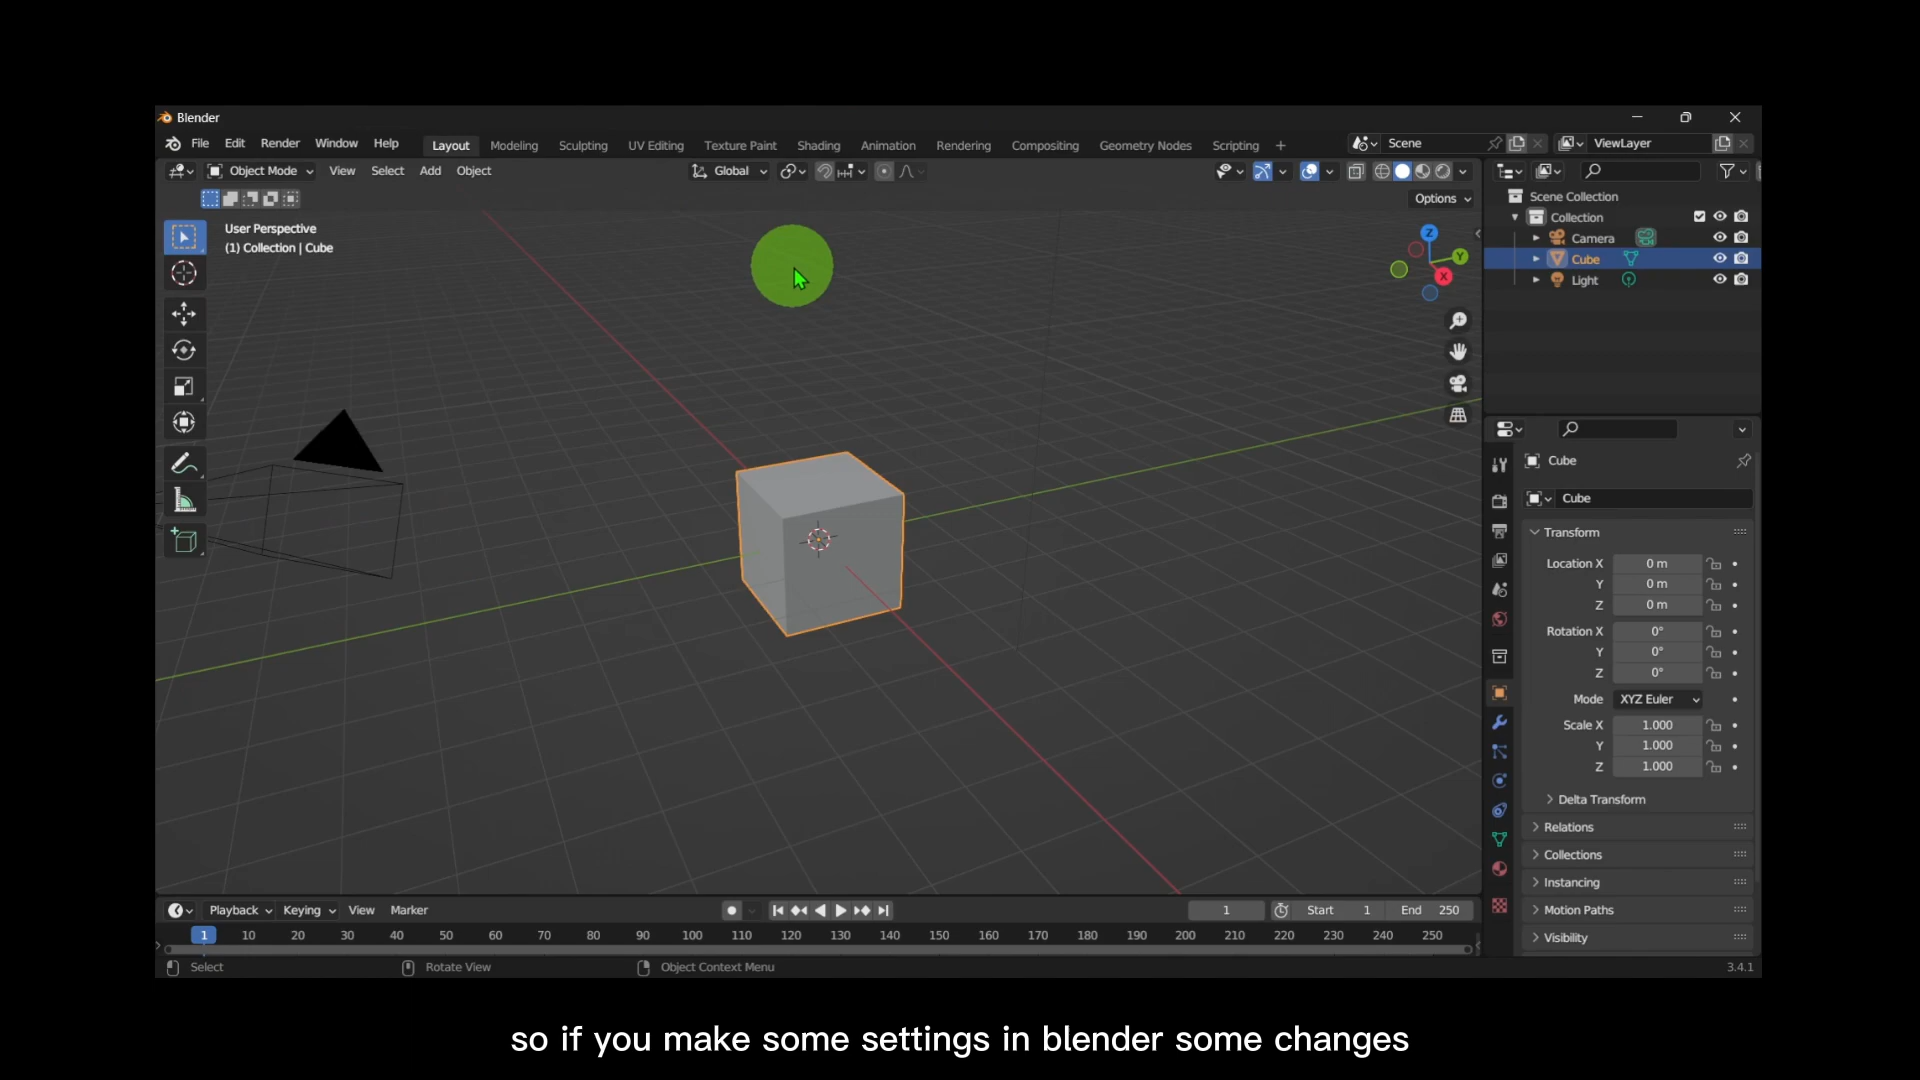 Blender
File Edit Render Window Help Layout Modeling Sculpting UV Editing Texture Paint Shading Animation Rendering Compositing Geometry Nodes Scripting + Scene ViewLayer
Object Mode View Select Add Object Global
Options
User Perspective
(1) Collection | Cube
Z
Y
X
Scene Collection
Collection
Camera
Cube
Light
Cube
Cube
Transform
Location X 0 m
Y 0 m
Z 0 m
Rotation X 0°
Y 0°
Z 0°
Mode XYZ Euler
Scale X 1.000
Y 1.000
Z 1.000
Delta Transform
Relations
Collections
Instancing
Motion Paths
Visibility
Playback Keying View Marker 1 Start 1 End 250
1 10 20 30 40 50 60 70 80 90 100 110 120 130 140 150 160 170 180 190 200 210 220 230 240 250
Select Rotate View Object Context Menu 3.4.1
so if you make some settings in blender some changes